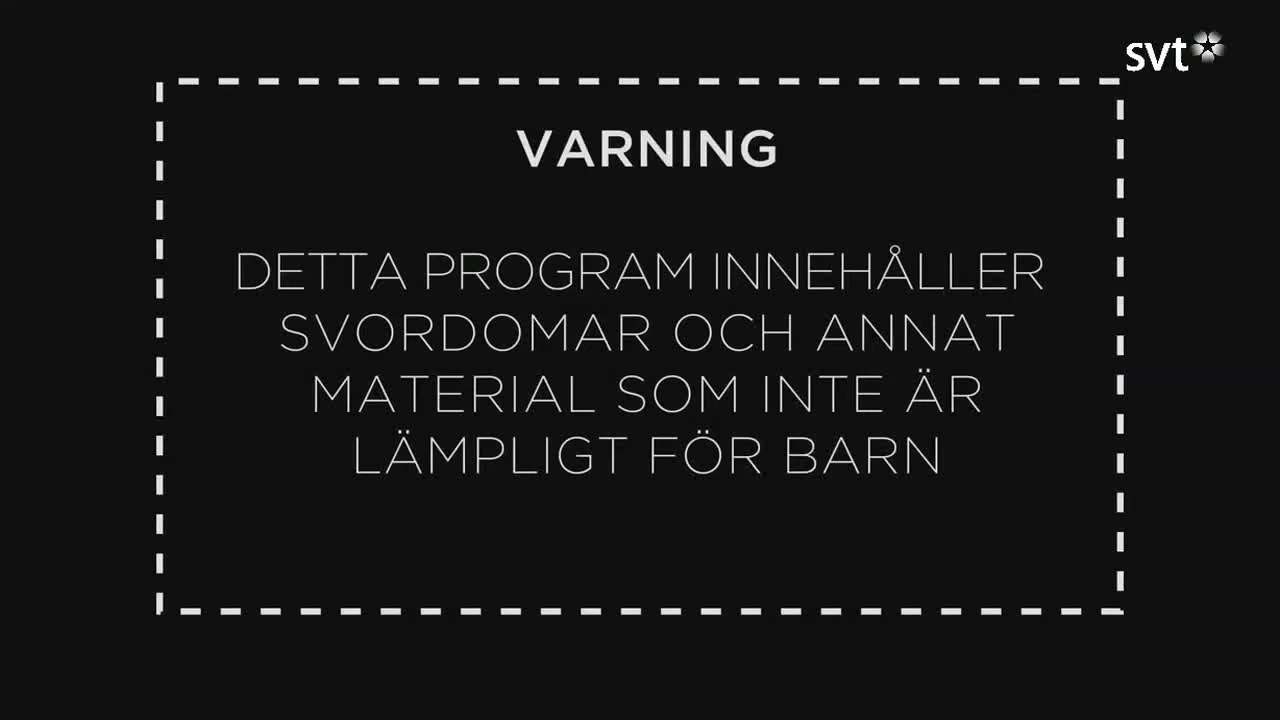 svt
VARNING
DETTA PROGRAM INNEHÅLLER
SVORDOMAR OCH ANNAT
MATERIAL SOM INTE ÄR
LÄMPLIGT FÖR BARN